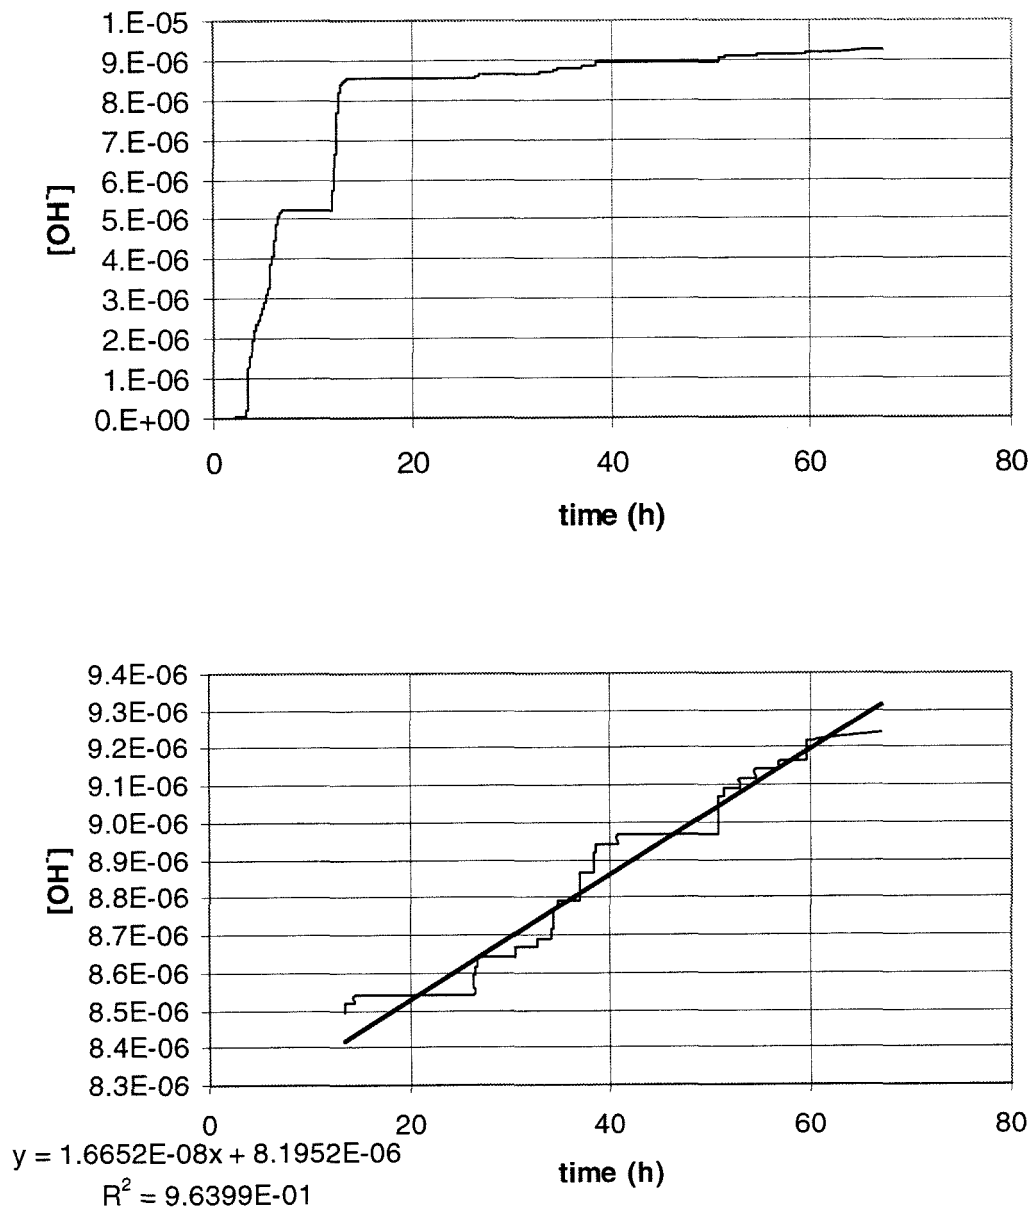 1.E-05
9.E-06
8.E-06
7.E-06
6.E-06
5.E-06
4.E-06
3.E-06
2.E-06
1.E-06
0.E+00
[OH-]
0 20 40 60 80
time (h)
9.4E-06
9.3E-06
9.2E-06
9.1E-06
9.0E-06
8.9E-06
8.8E-06
8.7E-06
8.6E-06
8.5E-06
8.4E-06
8.3E-06
[OH-]
0 20 40 60 80
y = 1.6652E-08x + 8.1952E-06
time (h)
R² = 9.6399E-01